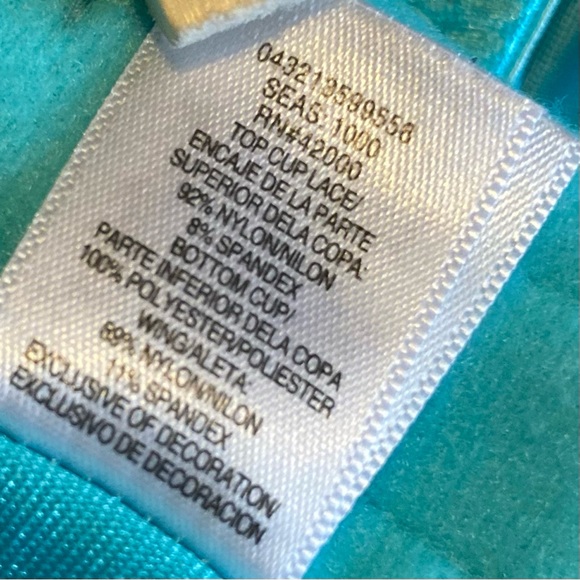 043219599556
SEAS. 1000
RN#42000
TOP CUP LACE/
ENCAJE DE LA PARTE
SUPERIOR DELA COPA:
92% NYLON/NILON
8% SPANDEX
BOTTOM CUP/
PARTE INFERIOR DELA COPA
100% POLYESTER/POLIESTER
WING/ALETA:
89% NYLON/NILON
11% SPANDEX
EXCLUSIVE OF DECORATION/
EXCLUSIVO DE DECORACION